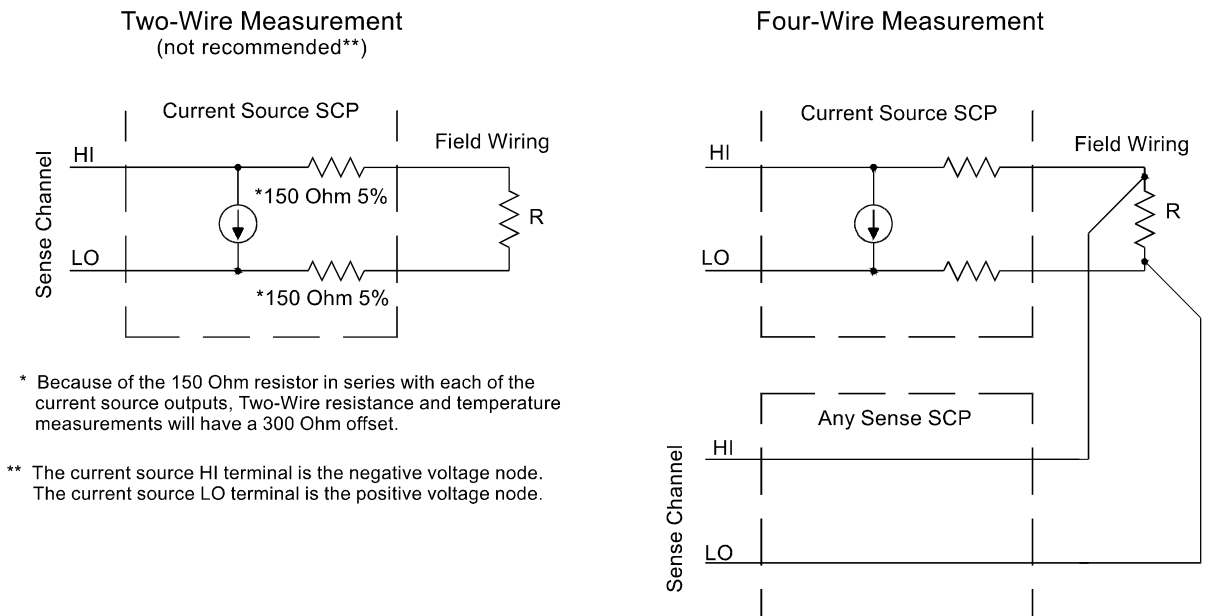 Two-Wire Measurement
(not recommended**)
Current Source SCP
Field Wiring
Sense Channel
HI
*150 Ohm 5%
R
LO
*150 Ohm 5%
* Because of the 150 Ohm resistor in series with each of the
current source outputs, Two-Wire resistance and temperature
measurements will have a 300 Ohm offset.
** The current source HI terminal is the negative voltage node.
The current source LO terminal is the positive voltage node.
Four-Wire Measurement
Current Source SCP
Field Wiring
HI
R
LO
Any Sense SCP
Sense Channel
HI
LO